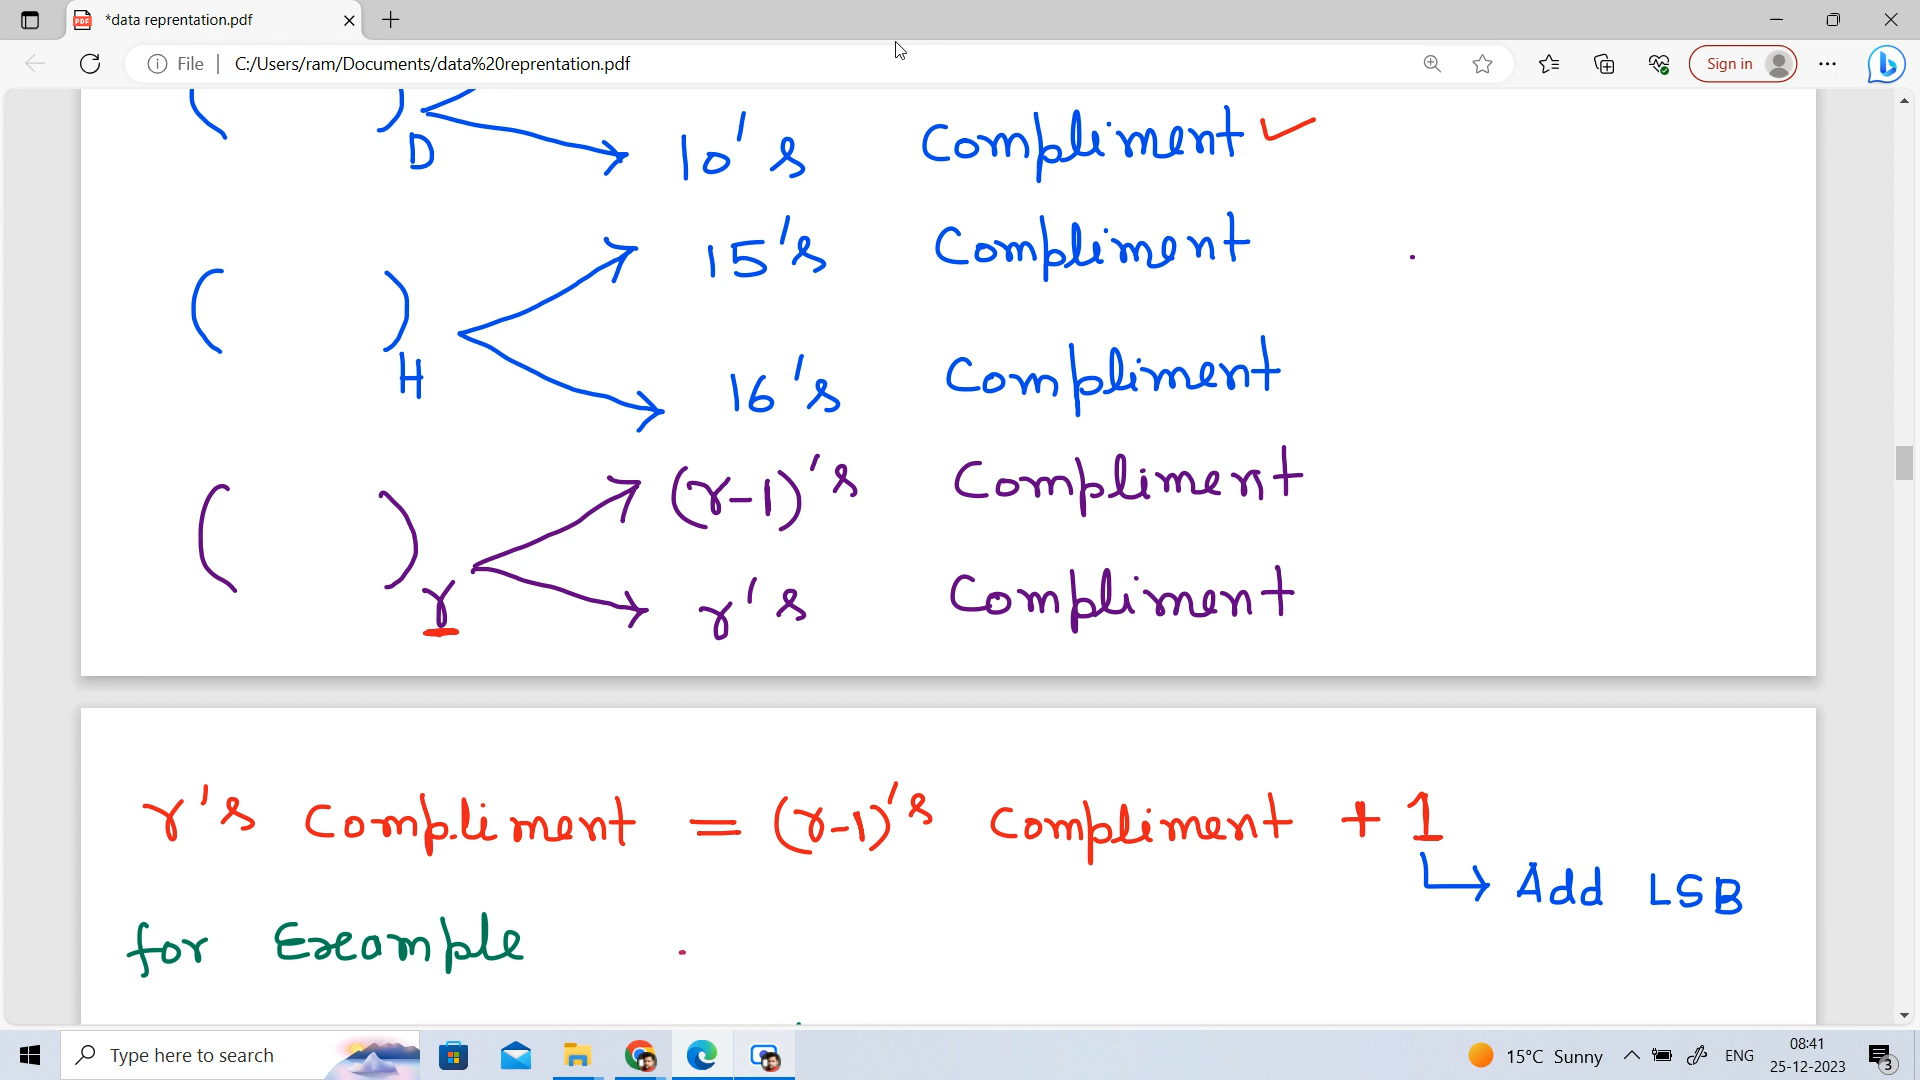 *data reprentation.pdf
File | C:/Users/ram/Documents/data%20reprentation.pdf
Sign in
( )D 10's Compliment ✓
15's Compliment
( )H
16's Compliment
(r-1)'s Compliment
( )r
r's Compliment
r's Compliment = (r-1)'s Compliment + 1
Add LSB
for Example
Type here to search
15°C Sunny
ENG
08:41
25-12-2023
3